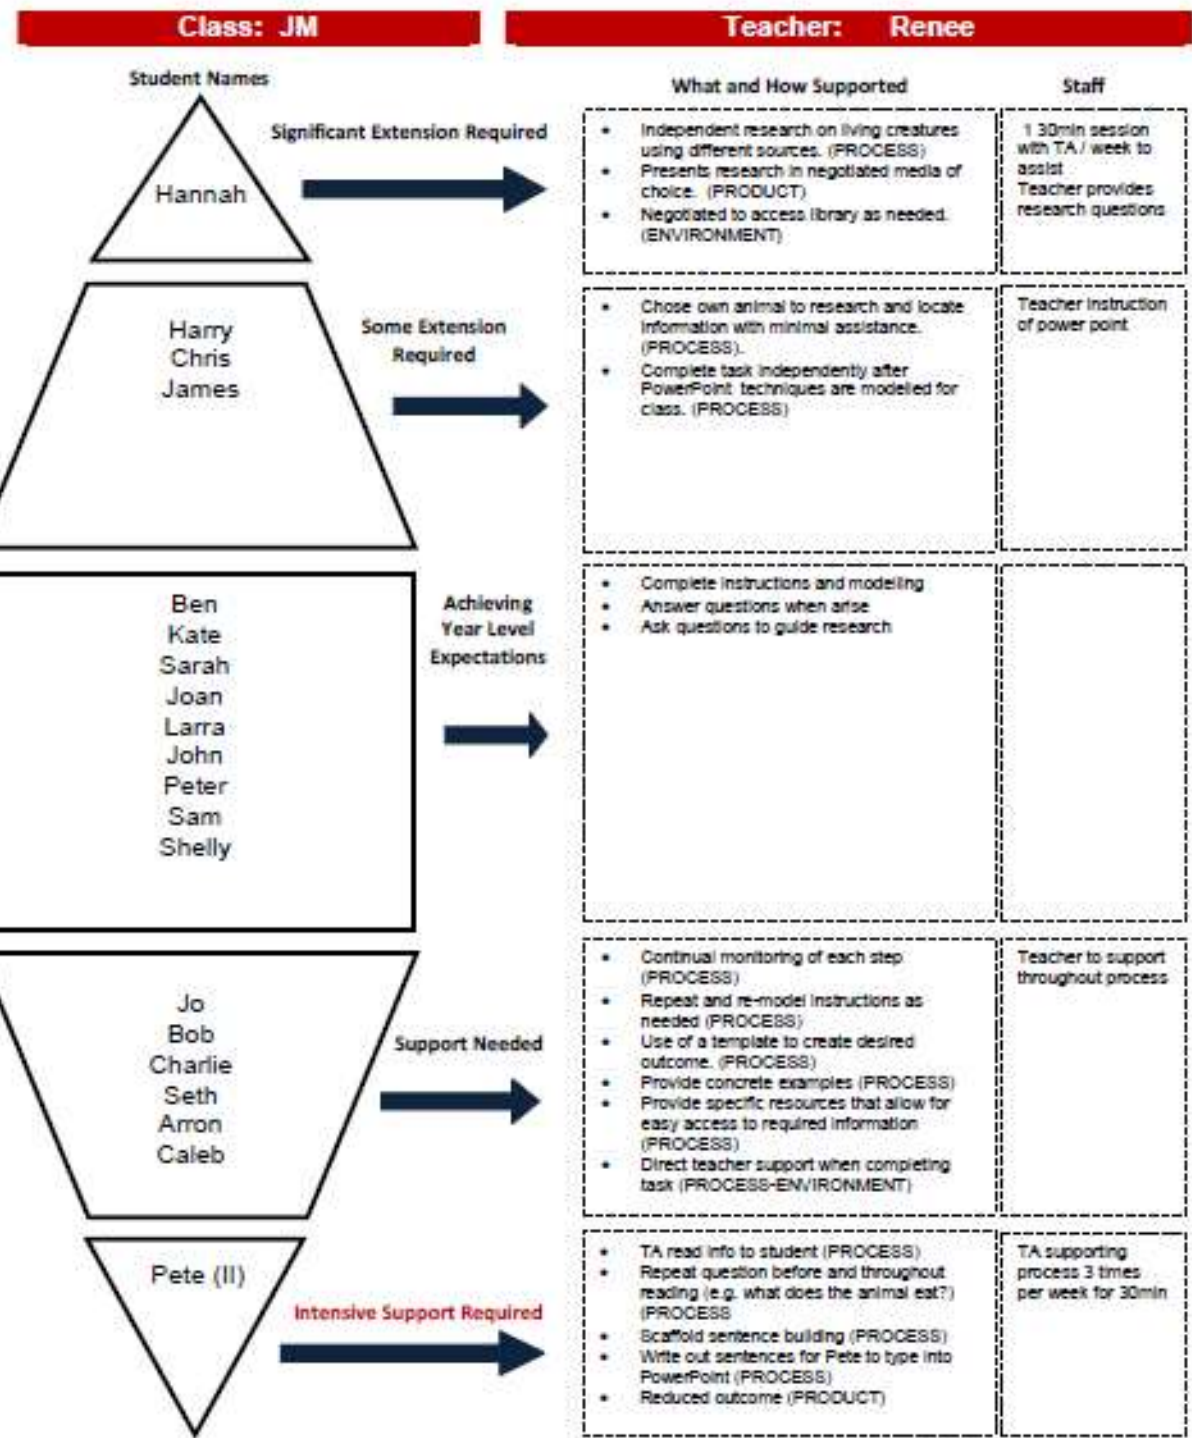 Class: JM
Teacher: Renee
Student Names
What and How Supported
Staff
Hannah
Significant Extension Required
• Independent research on living creatures
using different sources. (PROCESS)
• Presents research in negotiated media of
choice. (PRODUCT)
• Negotiated to access library as needed.
(ENVIRONMENT)
1 30min session
with TA / week to
assist
Teacher provides
research questions
Harry
Chris
James
Some Extension
Required
• Chose own animal to research and locate
information with minimal assistance.
(PROCESS).
• Complete task independently after
PowerPoint techniques are modelled for
class. (PROCESS)
Teacher instruction
of power point
Ben
Kate
Sarah
Joan
Larra
John
Peter
Sam
Shelly
Achieving
Year Level
Expectations
• Complete instructions and modelling
• Answer questions when arise
• Ask questions to guide research
Jo
Bob
Charlie
Seth
Arron
Caleb
Support Needed
• Continual monitoring of each step
(PROCESS)
• Repeat and re-model instructions as
needed (PROCESS)
• Use of a template to create desired
outcome. (PROCESS)
• Provide concrete examples (PROCESS)
• Provide specific resources that allow for
easy access to required information
(PROCESS)
• Direct teacher support when completing
task (PROCESS-ENVIRONMENT)
Teacher to support
throughout process
Pete (II)
Intensive Support Required
• TA read info to student (PROCESS)
• Repeat question before and throughout
reading (e.g. what does the animal eat?)
(PROCESS
• Scaffold sentence building (PROCESS)
• Write out sentences for Pete to type into
PowerPoint (PROCESS)
• Reduced outcome (PRODUCT)
TA supporting
process 3 times
per week for 30min